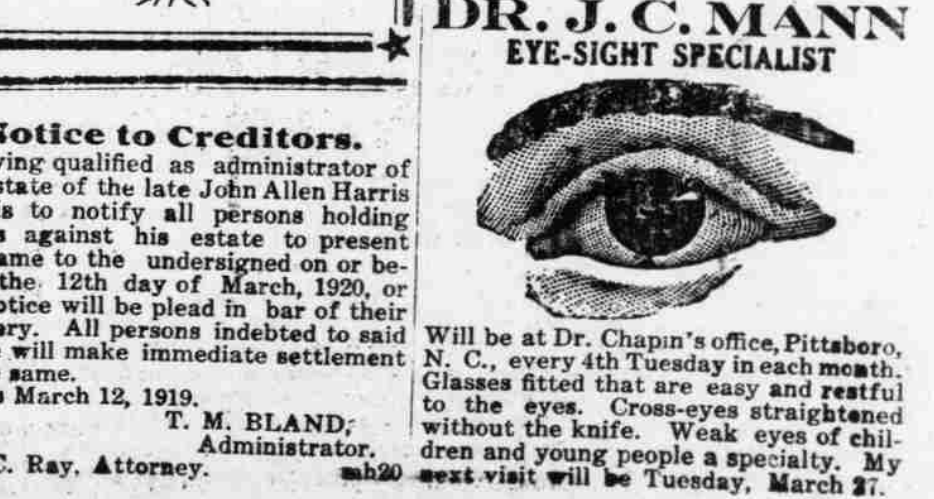 Notice to Creditors.
ving qualified as administrator of
state of the late John Allen Harris
s to notify all persons holding
s against his estate to present
ame to the undersigned on or be-
the 12th day of March, 1920, or
otice will be plead in bar of their
ery. All persons indebted to said
will make immediate settlement
same.
March 12, 1919.
T. M. BLAND,
Administrator.
C. Ray, Attorney. mh20
DR. J. C. MANN
EYE-SIGHT SPECIALIST
Will be at Dr. Chapin's office, Pittsboro,
N. C., every 4th Tuesday in each month.
Glasses fitted that are easy and restful
to the eyes. Cross-eyes straightened
without the knife. Weak eyes of chil-
dren and young people a specialty. My
next visit will be Tuesday, March 27.